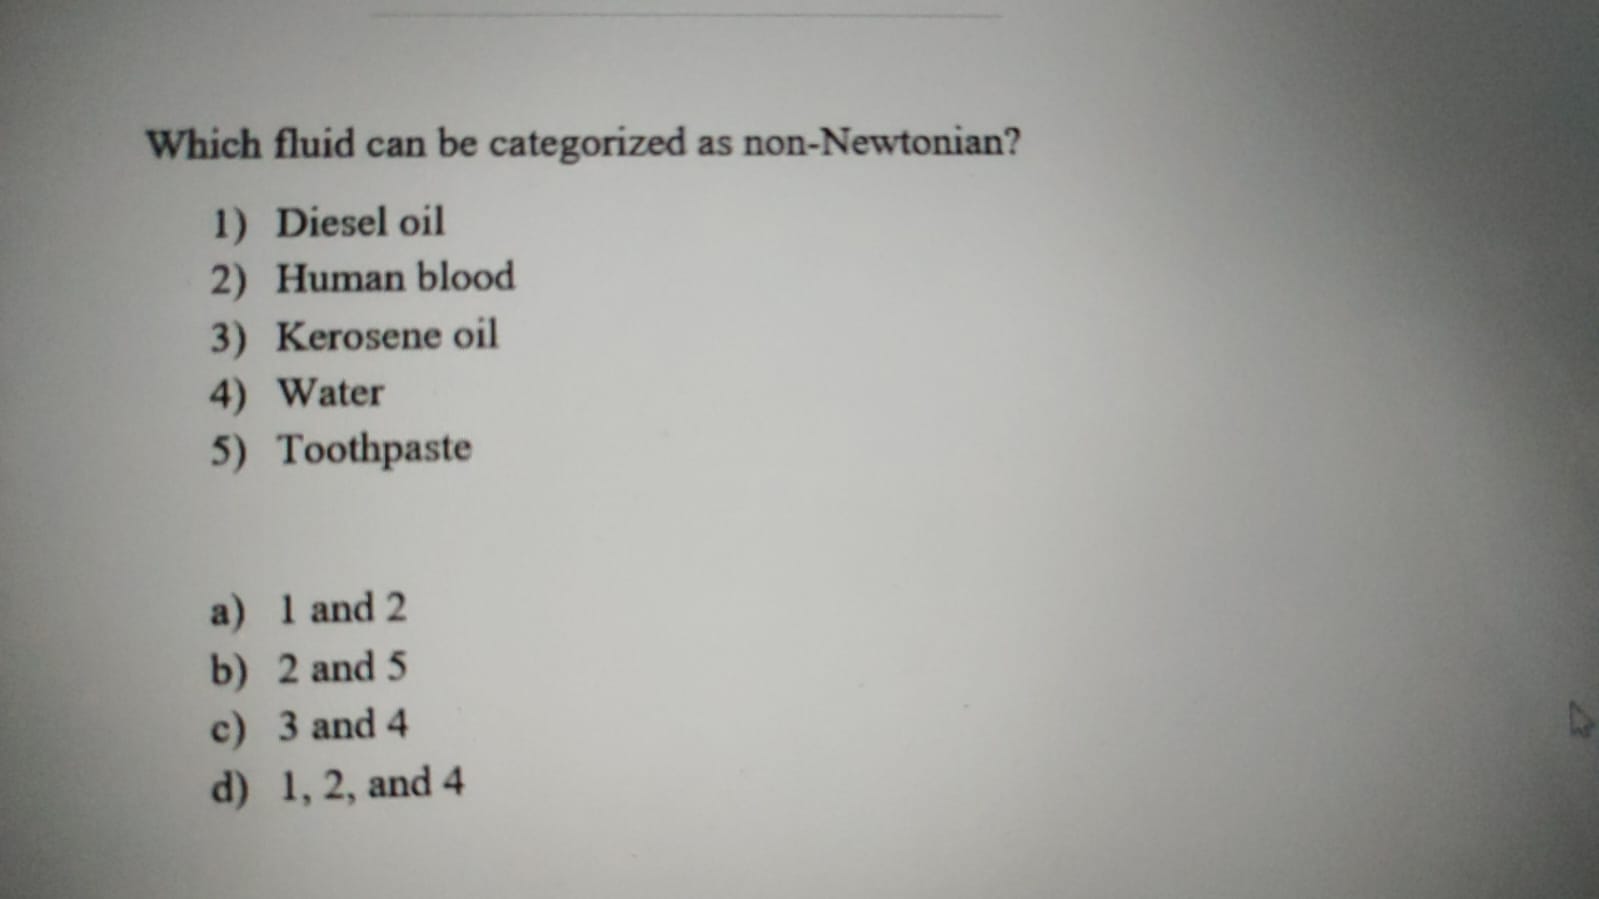 Which fluid can be categorized as non-Newtonian?
1) Diesel oil
2) Human blood
3) Kerosene oil
4) Water
5) Toothpaste
a) 1 and 2
b) 2 and 5
c) 3 and 4
d) 1, 2, and 4